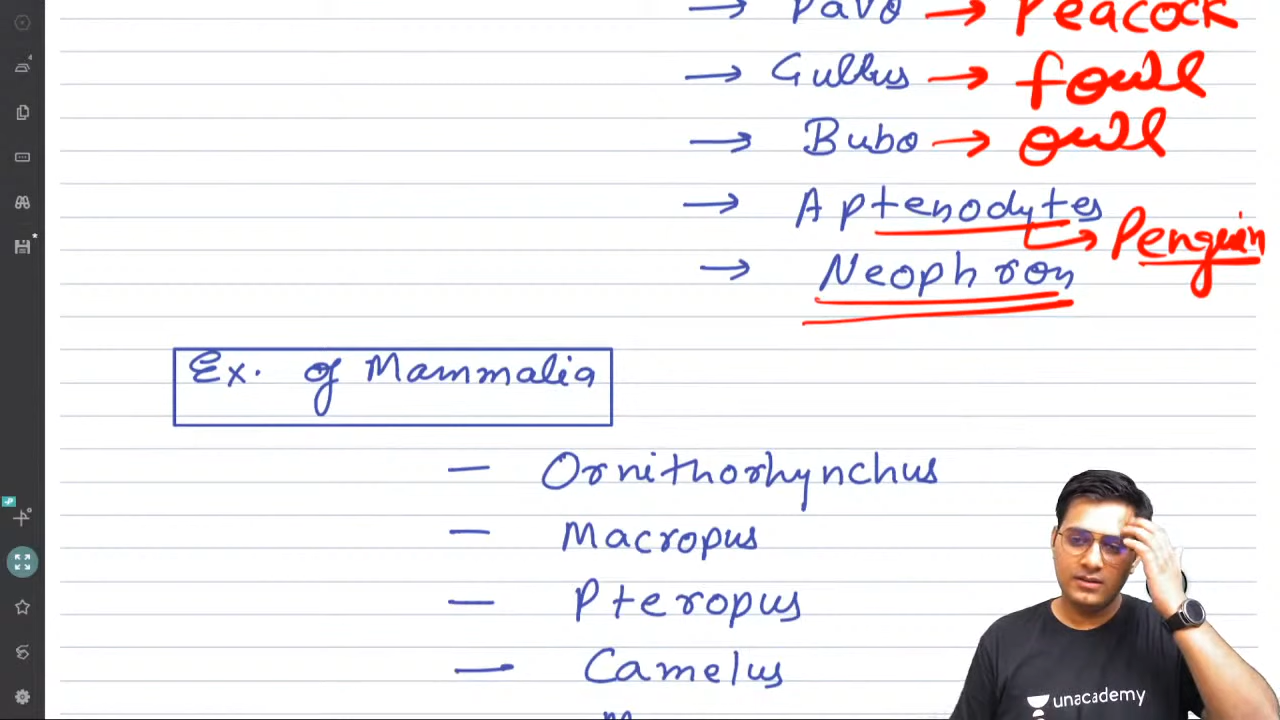 → Pavo → Peacock
→ Gullus → fowl
→ Bubo → owl
→ Aptenodytes → Penguin
→ Neophron
Ex. of Mammalia
- Ornithorhynchus
- Macropus
- Pteropus
- Camelus
unacademy